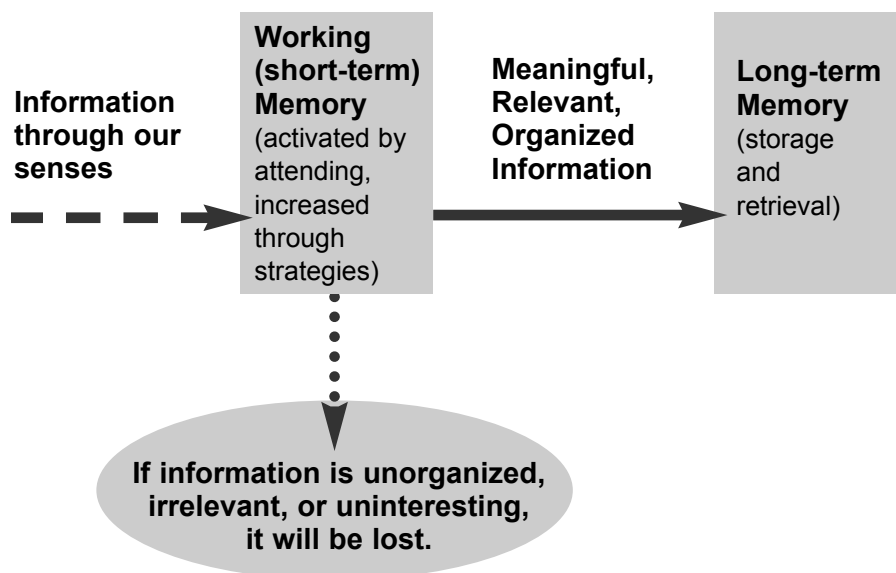 Information
through our
senses
Working
(short-term)
Memory
(activated by
attending,
increased
through
strategies)
Meaningful,
Relevant,
Organized
Information
Long-term
Memory
(storage
and
retrieval)
If information is unorganized,
irrelevant, or uninteresting,
it will be lost.